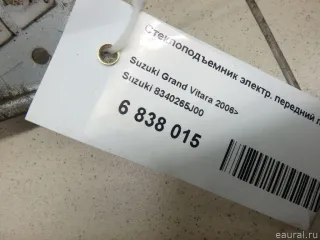 Стеклоподъемник электр. передний
Suzuki Grand Vitara 2006>
Suzuki 8340265J00
6 838 015
eaural.ru